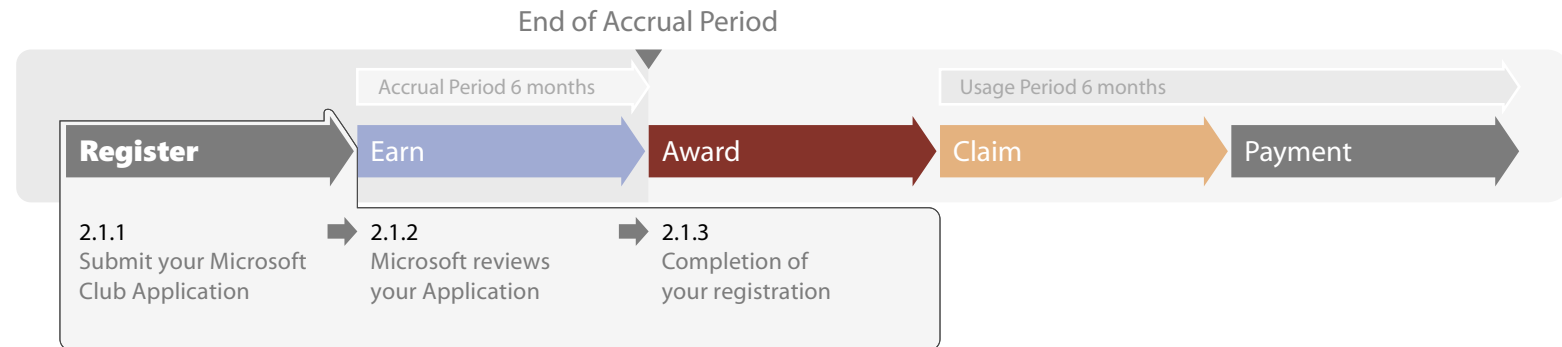 End of Accrual Period
Accrual Period 6 months
Usage Period 6 months
Register
Earn
Award
Claim
Payment
2.1.1
Submit your Microsoft
Club Application
2.1.2
Microsoft reviews
your Application
2.1.3
Completion of
your registration